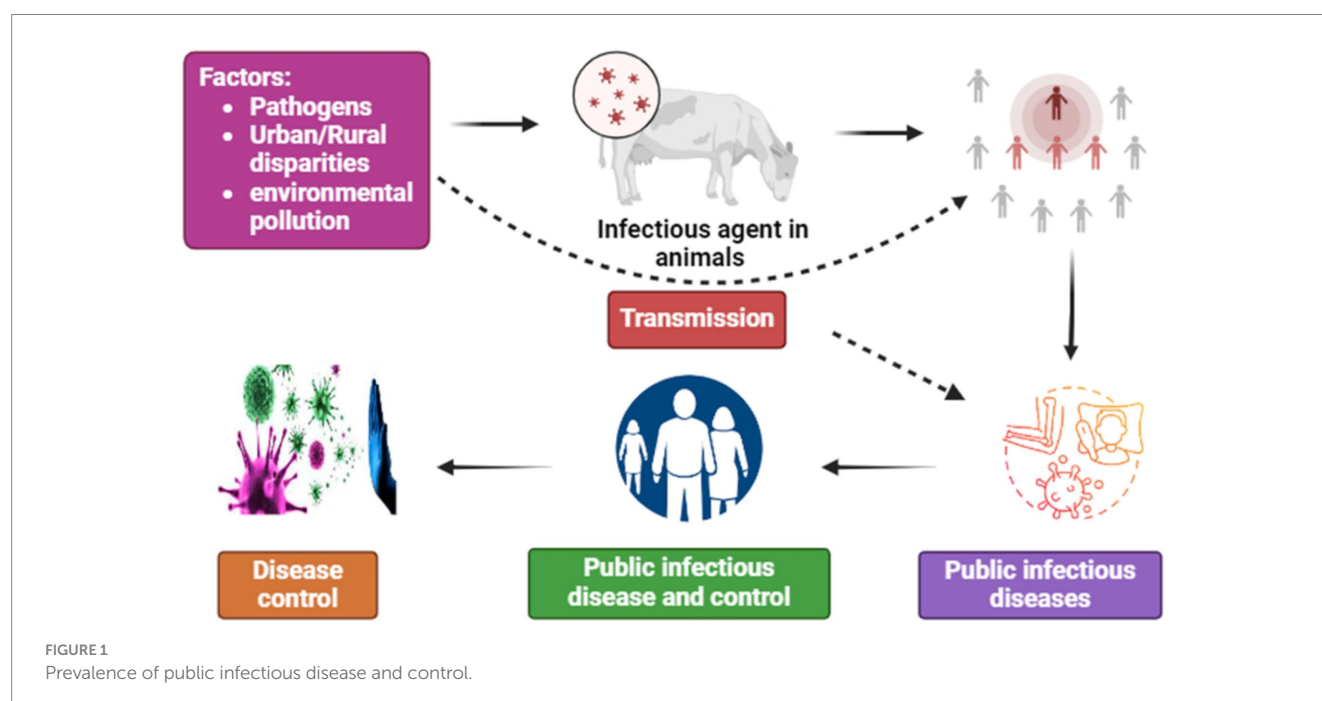 Factors:
• Pathogens
• Urban/Rural
disparities
• environmental
pollution
Infectious agent in
animals
Transmission
Disease
control
Public infectious
disease and control
Public infectious
diseases
FIGURE 1
Prevalence of public infectious disease and control.